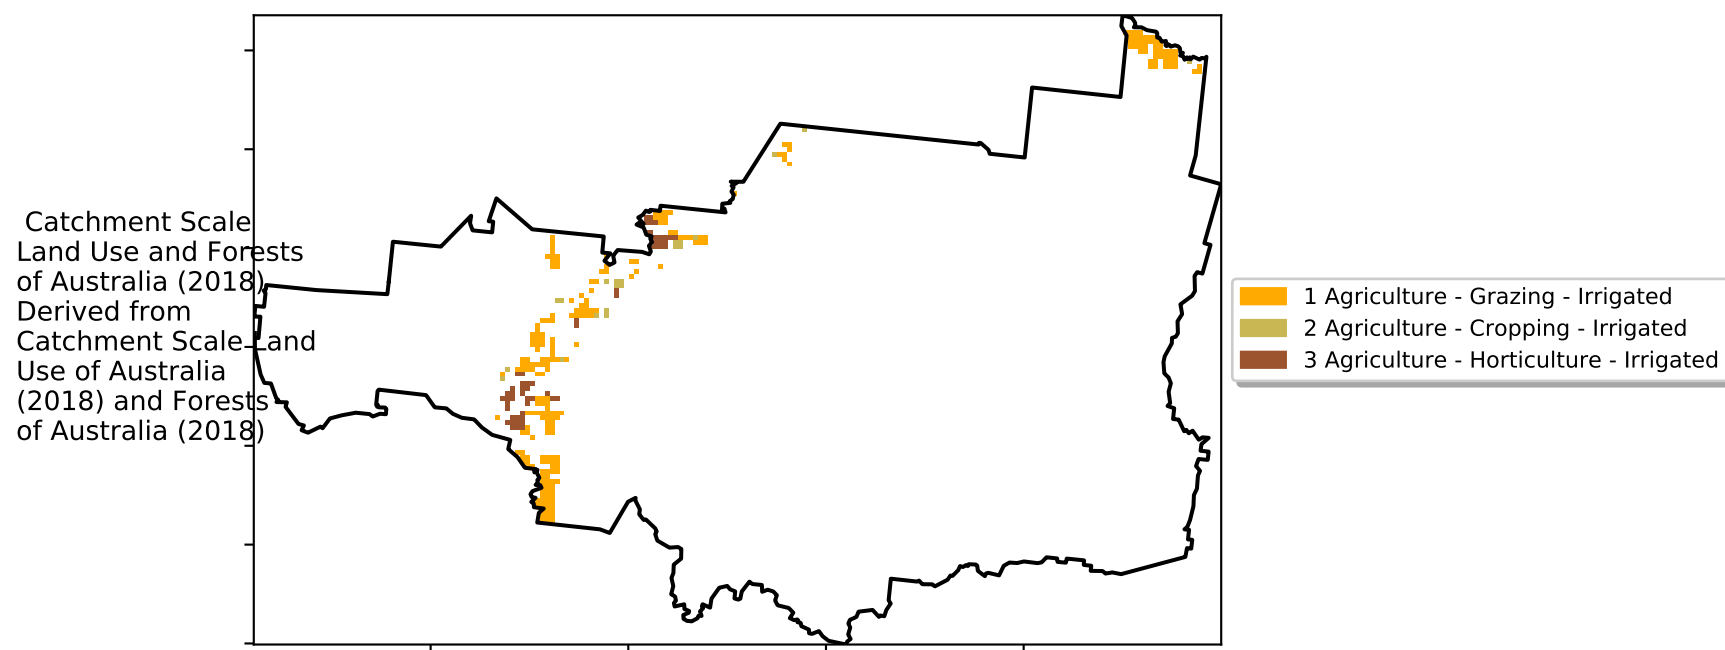 Catchment Scale
Land Use and Forests
of Australia (2018)
Derived from
Catchment Scale Land
Use of Australia
(2018) and Forests
of Australia (2018)
1 Agriculture - Grazing - Irrigated
2 Agriculture - Cropping - Irrigated
3 Agriculture - Horticulture - Irrigated